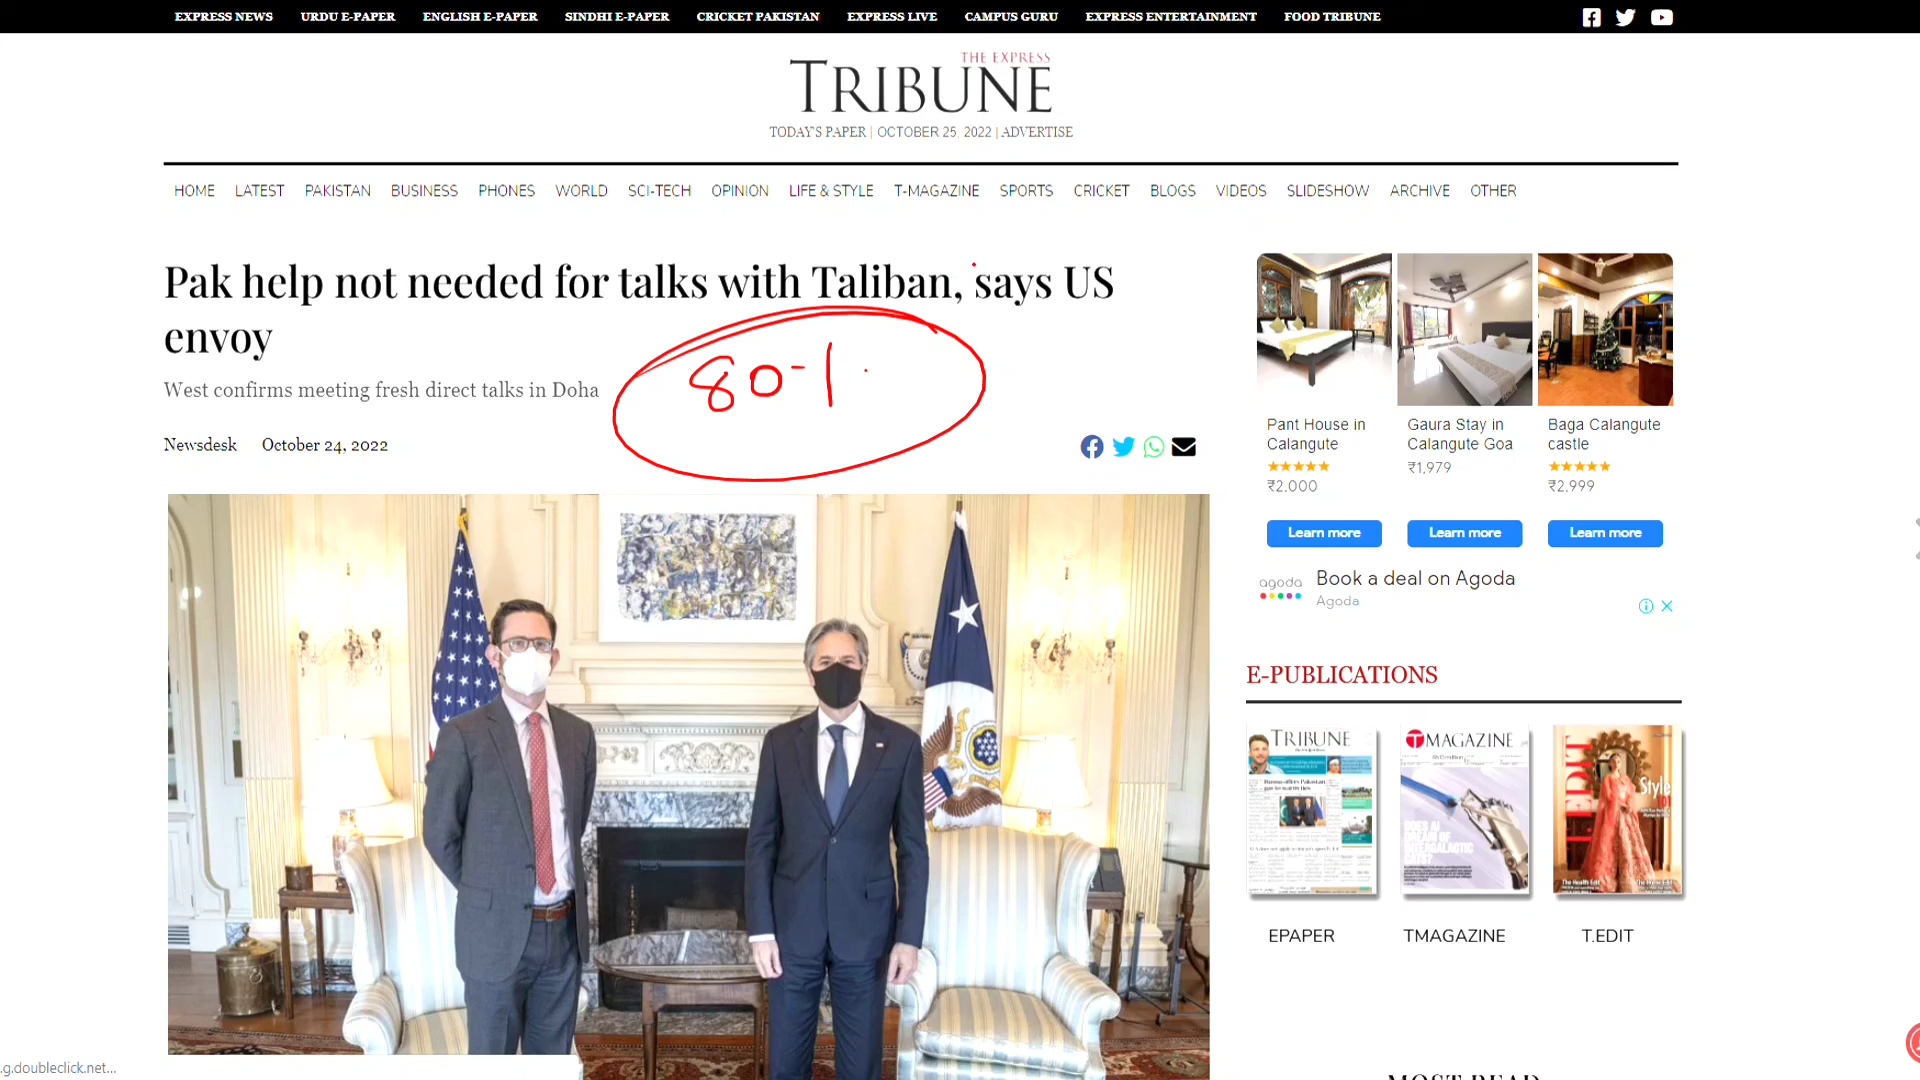 EXPRESS NEWS URDU E-PAPER ENGLISH E-PAPER SINDHI E-PAPER CRICKET PAKISTAN EXPRESS LIVE CAMPUS GURU EXPRESS ENTERTAINMENT FOOD TRIBUNE
THE EXPRESS
TRIBUNE
TODAY'S PAPER | OCTOBER 25, 2022 | ADVERTISE
HOME LATEST PAKISTAN BUSINESS PHONES WORLD SCI-TECH OPINION LIFE & STYLE T-MAGAZINE SPORTS CRICKET BLOGS VIDEOS SLIDESHOW ARCHIVE OTHER
Pak help not needed for talks with Taliban, says US
envoy
80-1
West confirms meeting fresh direct talks in Doha
Newsdesk October 24, 2022
Pant House in
Calangute
★★★★★
₹2,000
Learn more
Gaura Stay in
Calangute Goa
₹1,979
Learn more
Baga Calangute
castle
★★★★★
₹2,999
Learn more
agoda
Book a deal on Agoda
Agoda
E-PUBLICATIONS
TRIBUNE
TMAGAZINE
Style
EPAPER TMAGAZINE T.EDIT
.g.doubleclick.net...
MOST READ